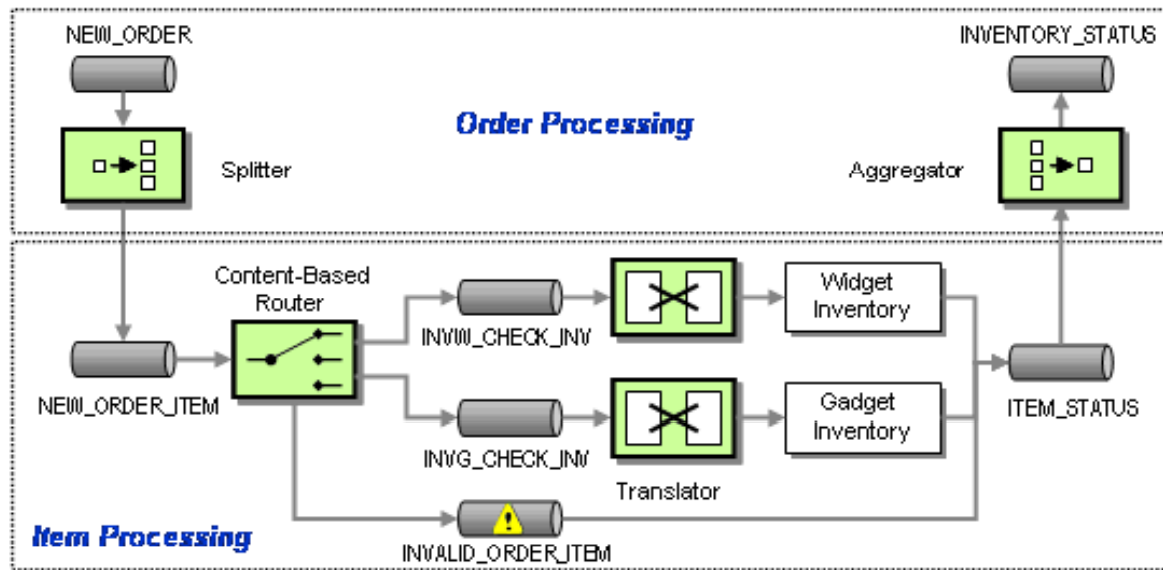 NEW_ORDER
INVENTORY_STATUS
Order Processing
Splitter
Aggregator
Content-Based
Router
Widget
Inventory
INVW_CHECK_INV
NEW_ORDER_ITEM
Gadget
Inventory
ITEM_STATUS
INVG_CHECK_INV
Translator
Item Processing
!
INVALID_ORDER_ITEM